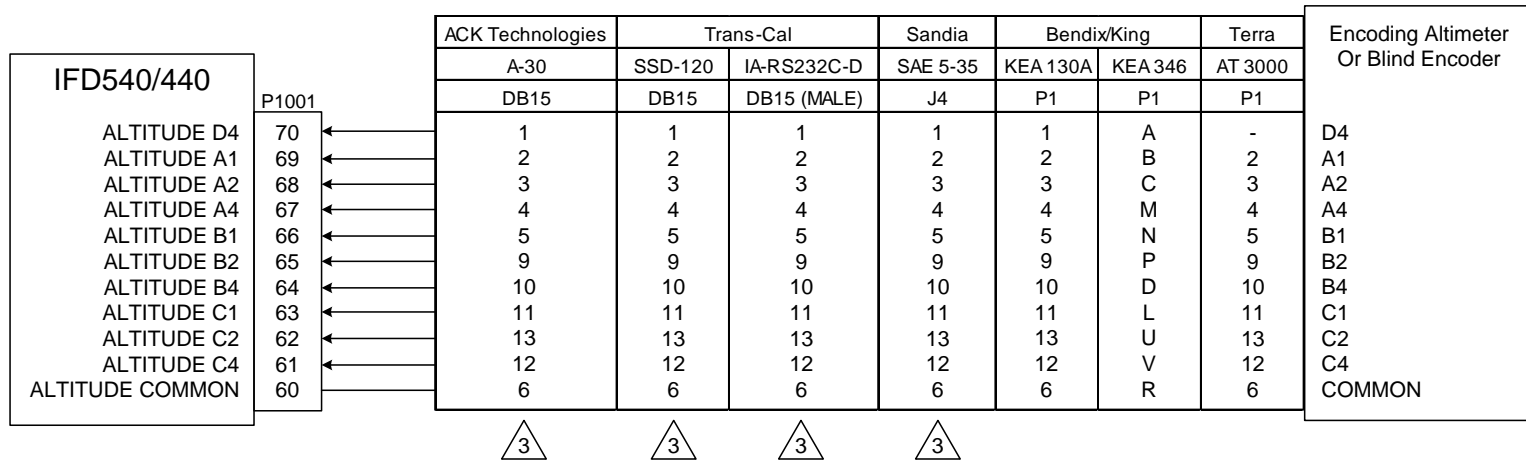 ACK Technologies Trans-Cal Sandia Bendix/King Terra Encoding Altimeter
IFD540/440 A-30 SSD-120 IA-RS232C-D SAE 5-35 KEA 130A KEA 346 AT 3000 Or Blind Encoder
P1001 DB15 DB15 DB15 (MALE) J4 P1 P1 P1
ALTITUDE D4 70 1 1 1 1 1 A - D4
ALTITUDE A1 69 2 2 2 2 2 B 2 A1
ALTITUDE A2 68 3 3 3 3 3 C 3 A2
ALTITUDE A4 67 4 4 4 4 4 M 4 A4
ALTITUDE B1 66 5 5 5 5 5 N 5 B1
ALTITUDE B2 65 9 9 9 9 9 P 9 B2
ALTITUDE B4 64 10 10 10 10 10 D 10 B4
ALTITUDE C1 63 11 11 11 11 11 L 11 C1
ALTITUDE C2 62 13 13 13 13 13 U 13 C2
ALTITUDE C4 61 12 12 12 12 12 V 12 C4
ALTITUDE COMMON 60 6 6 6 6 6 R 6 COMMON
3 3 3 3